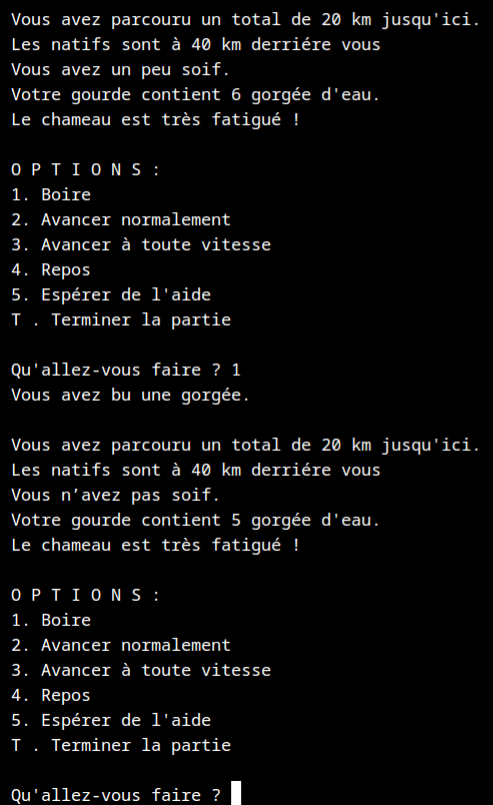 Vous avez parcouru un total de 20 km jusqu'ici.
Les natifs sont à 40 km derriére vous
Vous avez un peu soif.
Votre gourde contient 6 gorgée d'eau.
Le chameau est très fatigué !
O P T I O N S :
1. Boire
2. Avancer normalement
3. Avancer à toute vitesse
4. Repos
5. Espérer de l'aide
T . Terminer la partie
Qu'allez-vous faire ? 1
Vous avez bu une gorgée.
Vous avez parcouru un total de 20 km jusqu'ici.
Les natifs sont à 40 km derriére vous
Vous n’avez pas soif.
Votre gourde contient 5 gorgée d'eau.
Le chameau est très fatigué !
O P T I O N S :
1. Boire
2. Avancer normalement
3. Avancer à toute vitesse
4. Repos
5. Espérer de l'aide
T . Terminer la partie
Qu'allez-vous faire ?